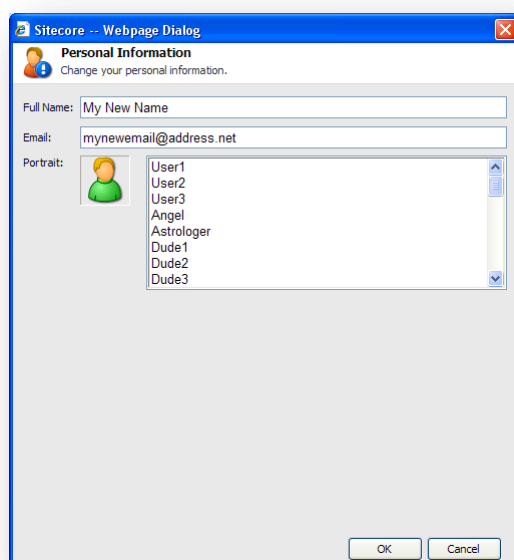 Sitecore -- Webpage Dialog
Personal Information
Change your personal information.
Full Name: My New Name
Email: mynewemail@address.net
Portrait:
User1
User2
User3
Angel
Astrologer
Dude1
Dude2
Dude3
OK Cancel